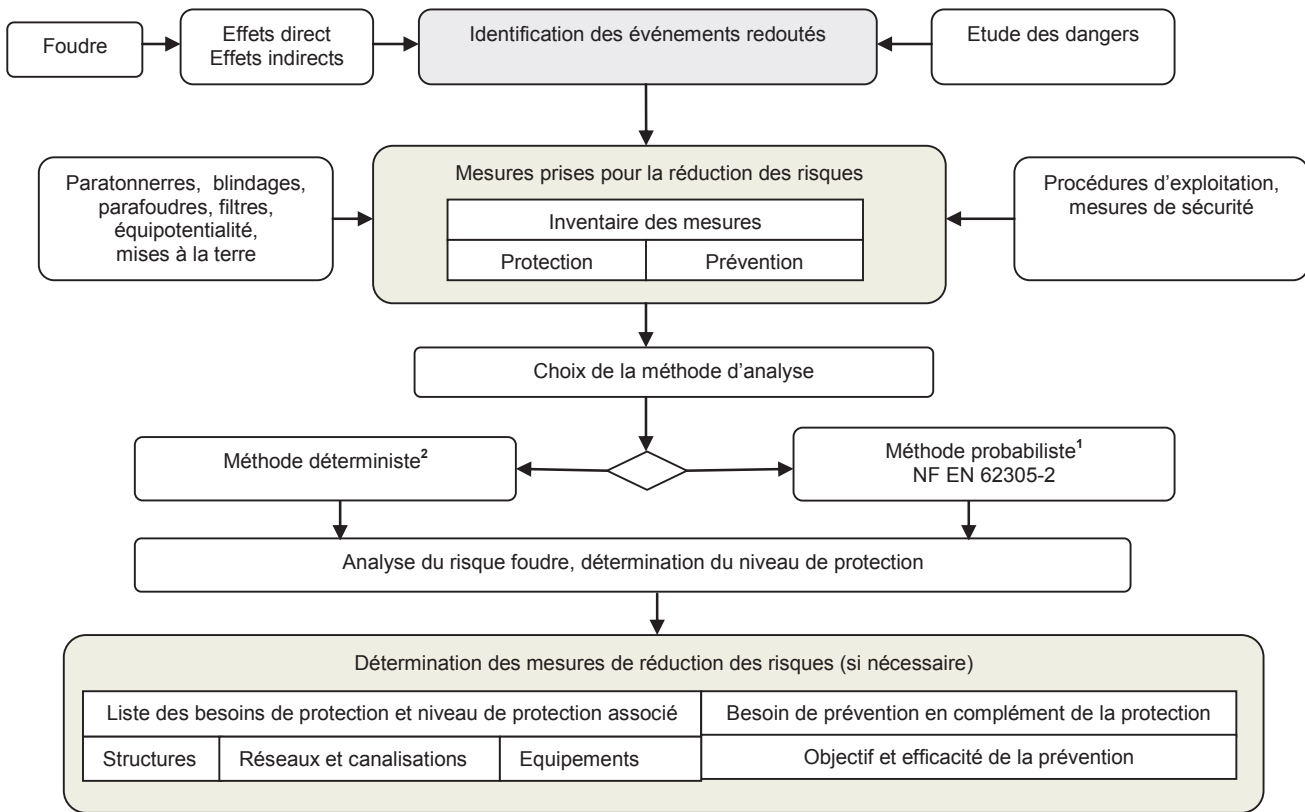 Foudre
Effets direct
Effets indirects
Identification des événements redoutés
Etude des dangers
Paratonnerres, blindages,
parafoudres, filtres,
équipotentialité,
mises à la terre
Mesures prises pour la réduction des risques
Inventaire des mesures
Protection
Prévention
Procédures d’exploitation,
mesures de sécurité
Choix de la méthode d’analyse
Méthode déterministe²
Méthode probabiliste¹
NF EN 62305-2
Analyse du risque foudre, détermination du niveau de protection
Détermination des mesures de réduction des risques (si nécessaire)
Liste des besoins de protection et niveau de protection associé
Besoin de prévention en complément de la protection
Structures
Réseaux et canalisations
Equipements
Objectif et efficacité de la prévention